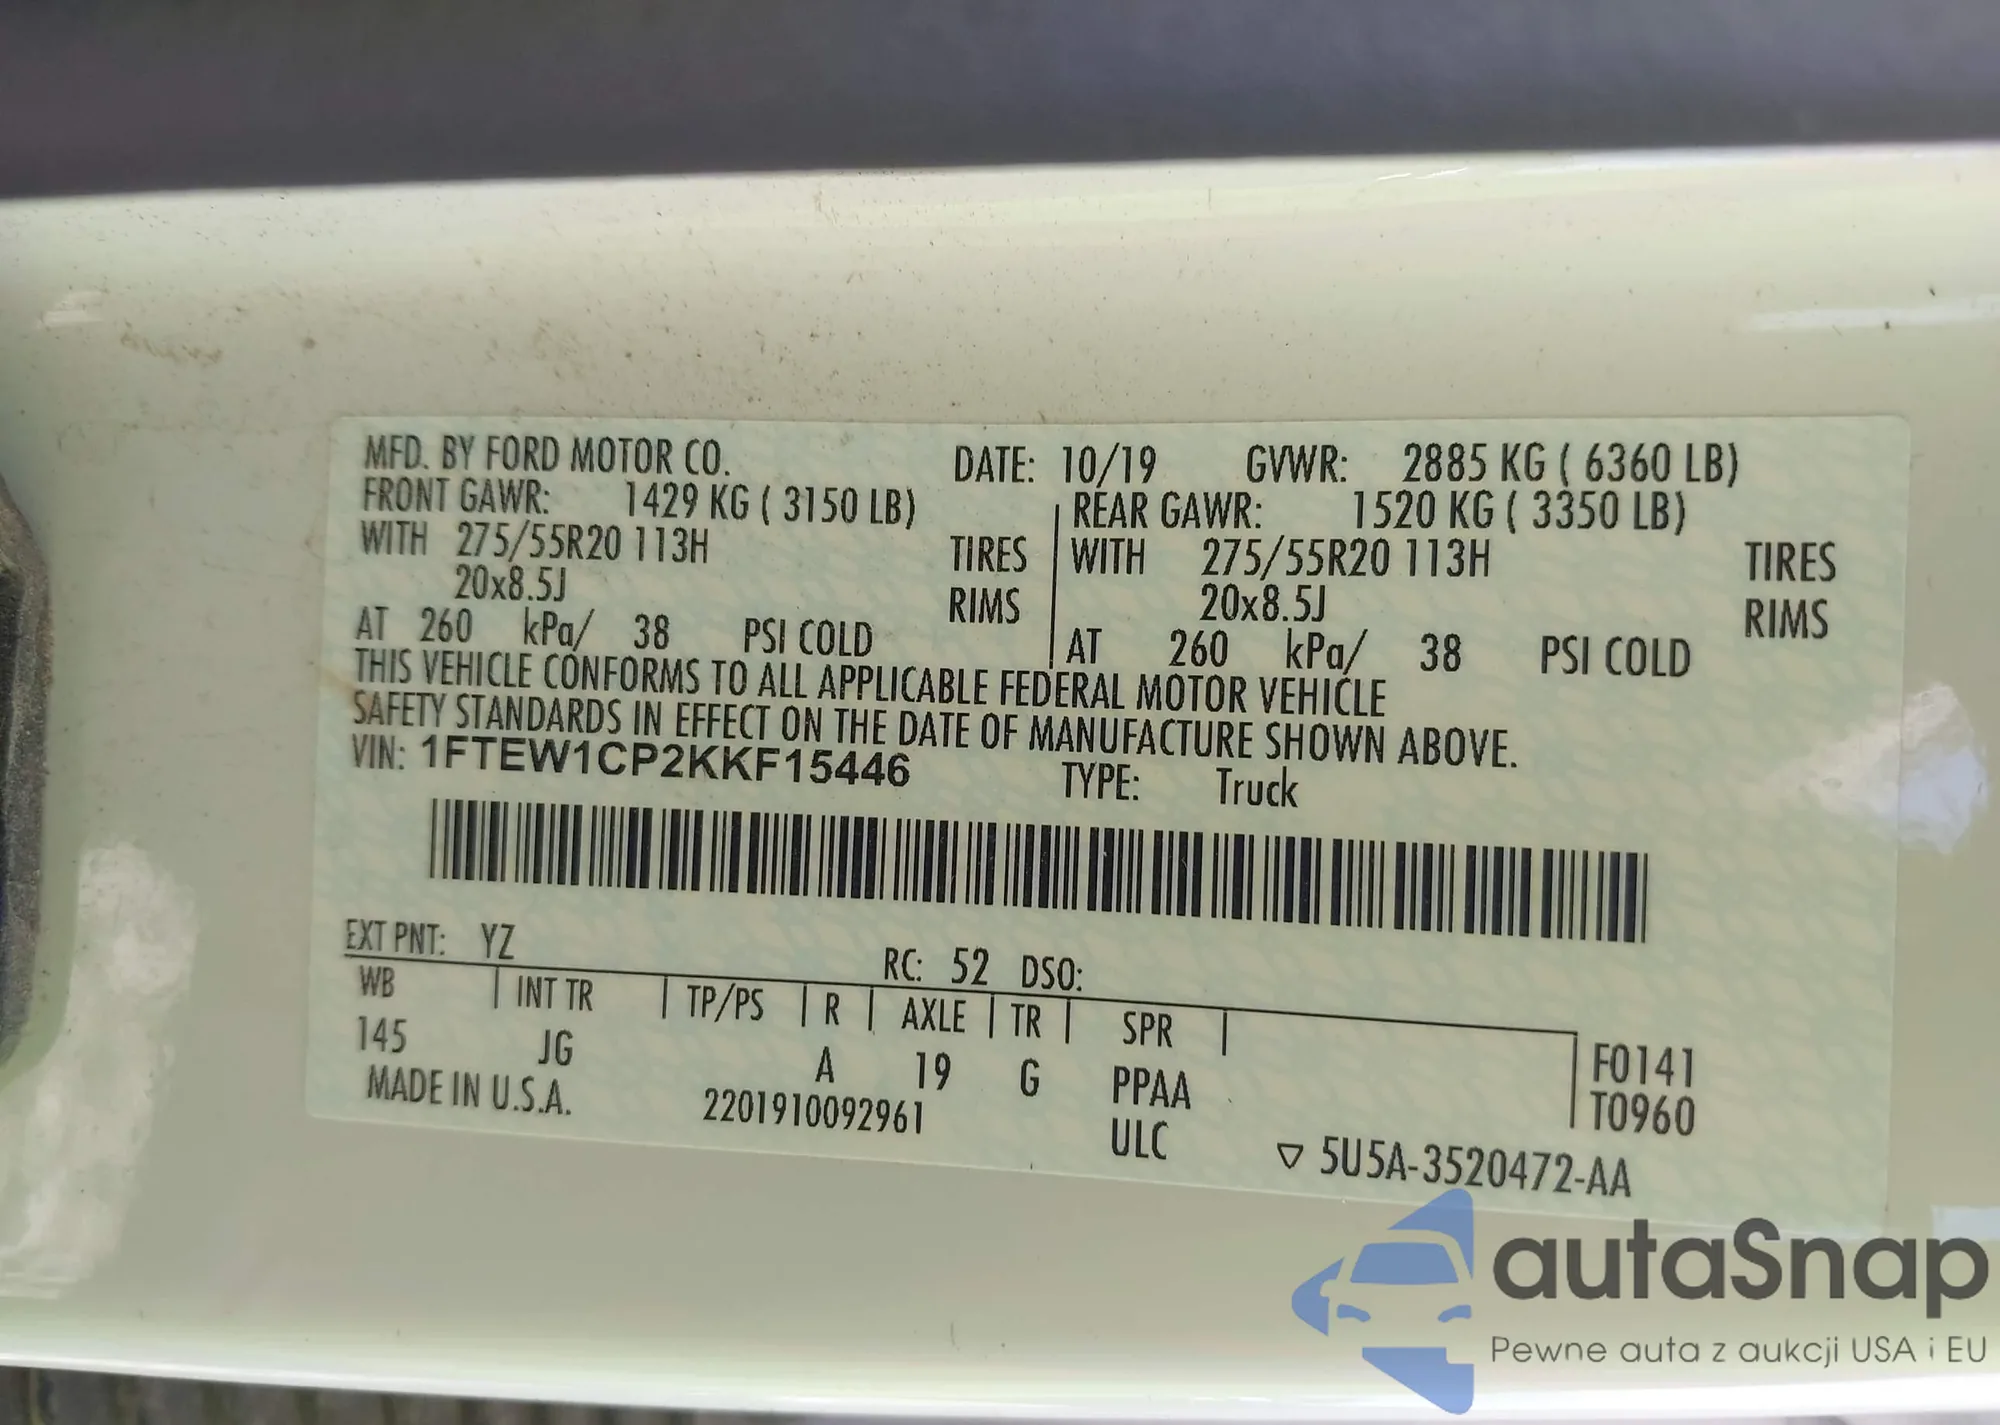 MFD. BY FORD MOTOR CO. DATE: 10/19 GVWR: 2885 KG ( 6360 LB)
FRONT GAWR: 1429 KG ( 3150 LB) REAR GAWR: 1520 KG ( 3350 LB)
WITH 275/55R20 113H TIRES WITH 275/55R20 113H TIRES
20x8.5J RIMS 20x8.5J RIMS
AT 260 kPa/ 38 PSI COLD AT 260 kPa/ 38 PSI COLD
THIS VEHICLE CONFORMS TO ALL APPLICABLE FEDERAL MOTOR VEHICLE
SAFETY STANDARDS IN EFFECT ON THE DATE OF MANUFACTURE SHOWN ABOVE.
VIN: 1FTEW1CP2KKF15446 TYPE: Truck
EXT PNT: YZ RC: 52 DSO:
WB INT TR TP/PS R AXLE TR SPR
145 JG A 19 G PPAA F0141
MADE IN U.S.A. 2201910092961 ULC T0960
▽ 5U5A-3520472-AA
autaSnap
Pewne auta z aukcji USA i EU